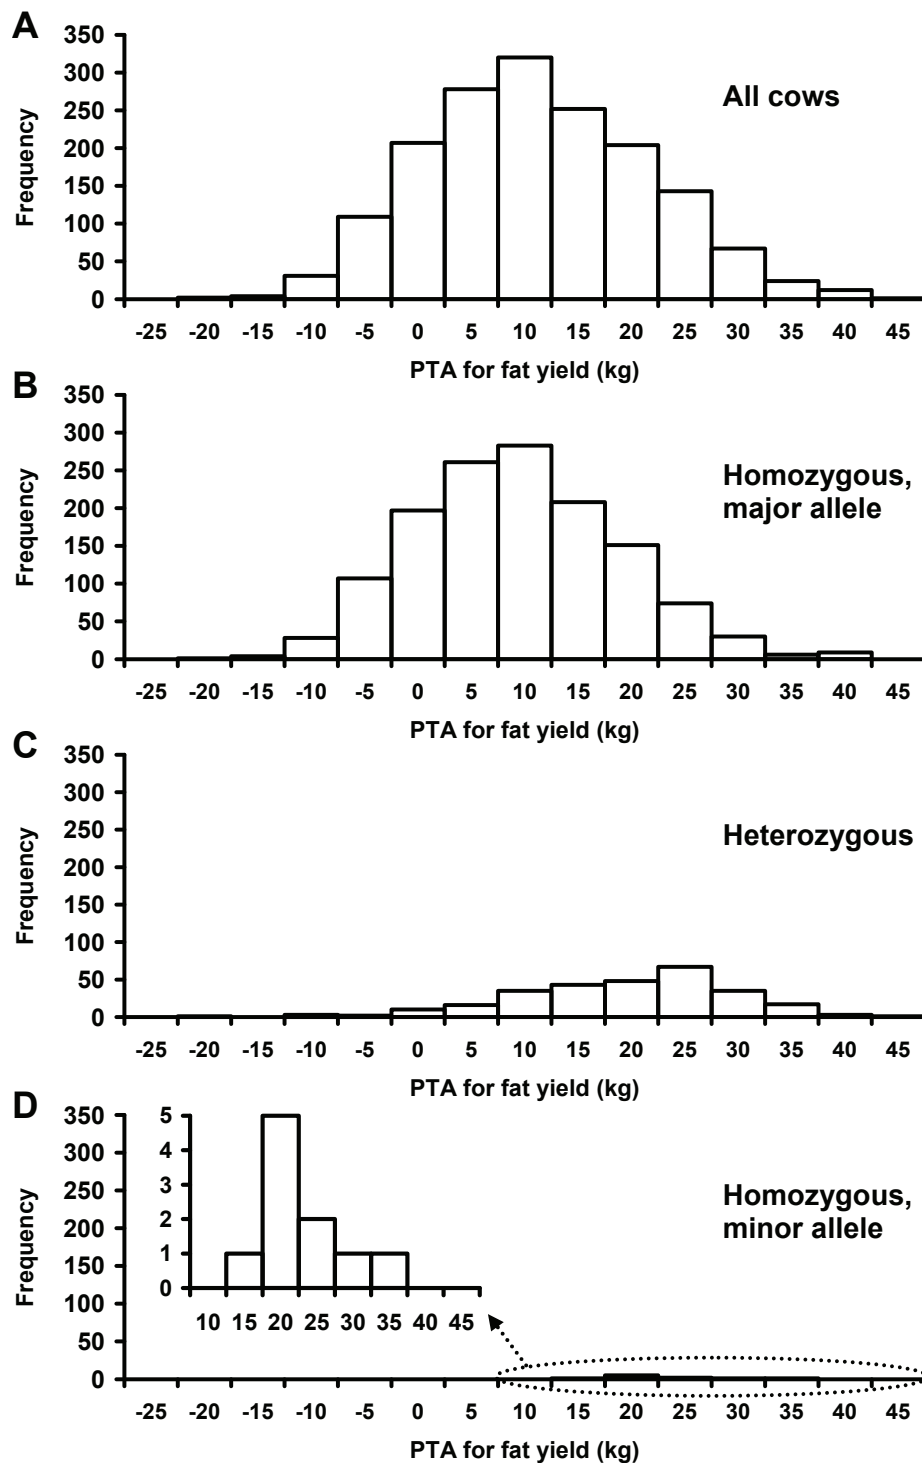 A
350
300
250
200
150
100
50
0
Frequency
All cows
-25 -20 -15 -10 -5 0 5 10 15 20 25 30 35 40 45
PTA for fat yield (kg)
B
350
300
250
200
150
100
50
0
Frequency
Homozygous,
major allele
-25 -20 -15 -10 -5 0 5 10 15 20 25 30 35 40 45
PTA for fat yield (kg)
C
350
300
250
200
150
100
50
0
Frequency
Heterozygous
-25 -20 -15 -10 -5 0 5 10 15 20 25 30 35 40 45
PTA for fat yield (kg)
D
350
300
250
200
150
100
50
0
Frequency
5
4
3
2
1
0
10 15 20 25 30 35 40 45
Homozygous,
minor allele
-25 -20 -15 -10 -5 0 5 10 15 20 25 30 35 40 45
PTA for fat yield (kg)